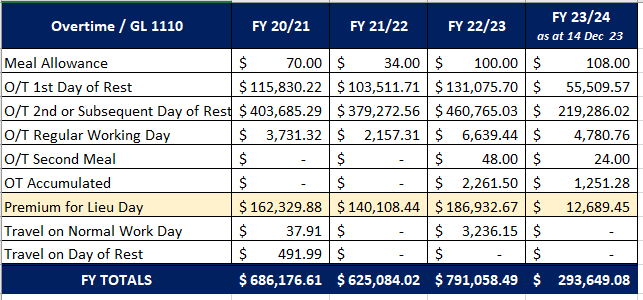 Overtime / GL 1110 FY 20/21 FY 21/22 FY 22/23 FY 23/24
as at 14 Dec 23
Meal Allowance $ 70.00 $ 34.00 $ 100.00 $ 108.00
O/T 1st Day of Rest $ 115,830.22 $ 103,511.71 $ 131,075.70 $ 55,509.57
O/T 2nd or Subsequent Day of Rest $ 403,685.29 $ 379,272.56 $ 460,765.03 $ 219,286.02
O/T Regular Working Day $ 3,731.32 $ 2,157.31 $ 6,639.44 $ 4,780.76
O/T Second Meal $ - $ - $ 48.00 $ 24.00
OT Accumulated $ - $ - $ 2,261.50 $ 1,251.28
Premium for Lieu Day $ 162,329.88 $ 140,108.44 $ 186,932.67 $ 12,689.45
Travel on Normal Work Day $ 37.91 $ - $ 3,236.15 $ -
Travel on Day of Rest $ 491.99 $ - $ - $ -
FY TOTALS $ 686,176.61 $ 625,084.02 $ 791,058.49 $ 293,649.08